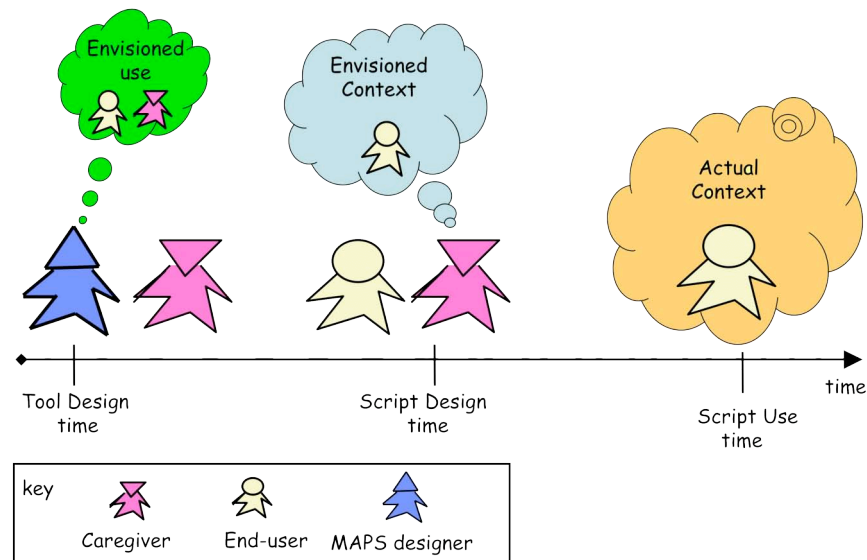 Envisioned
use
Envisioned
Context
Actual
Context
time
Tool Design
time
Script Design
time
Script Use
time
key
Caregiver
End-user
MAPS designer